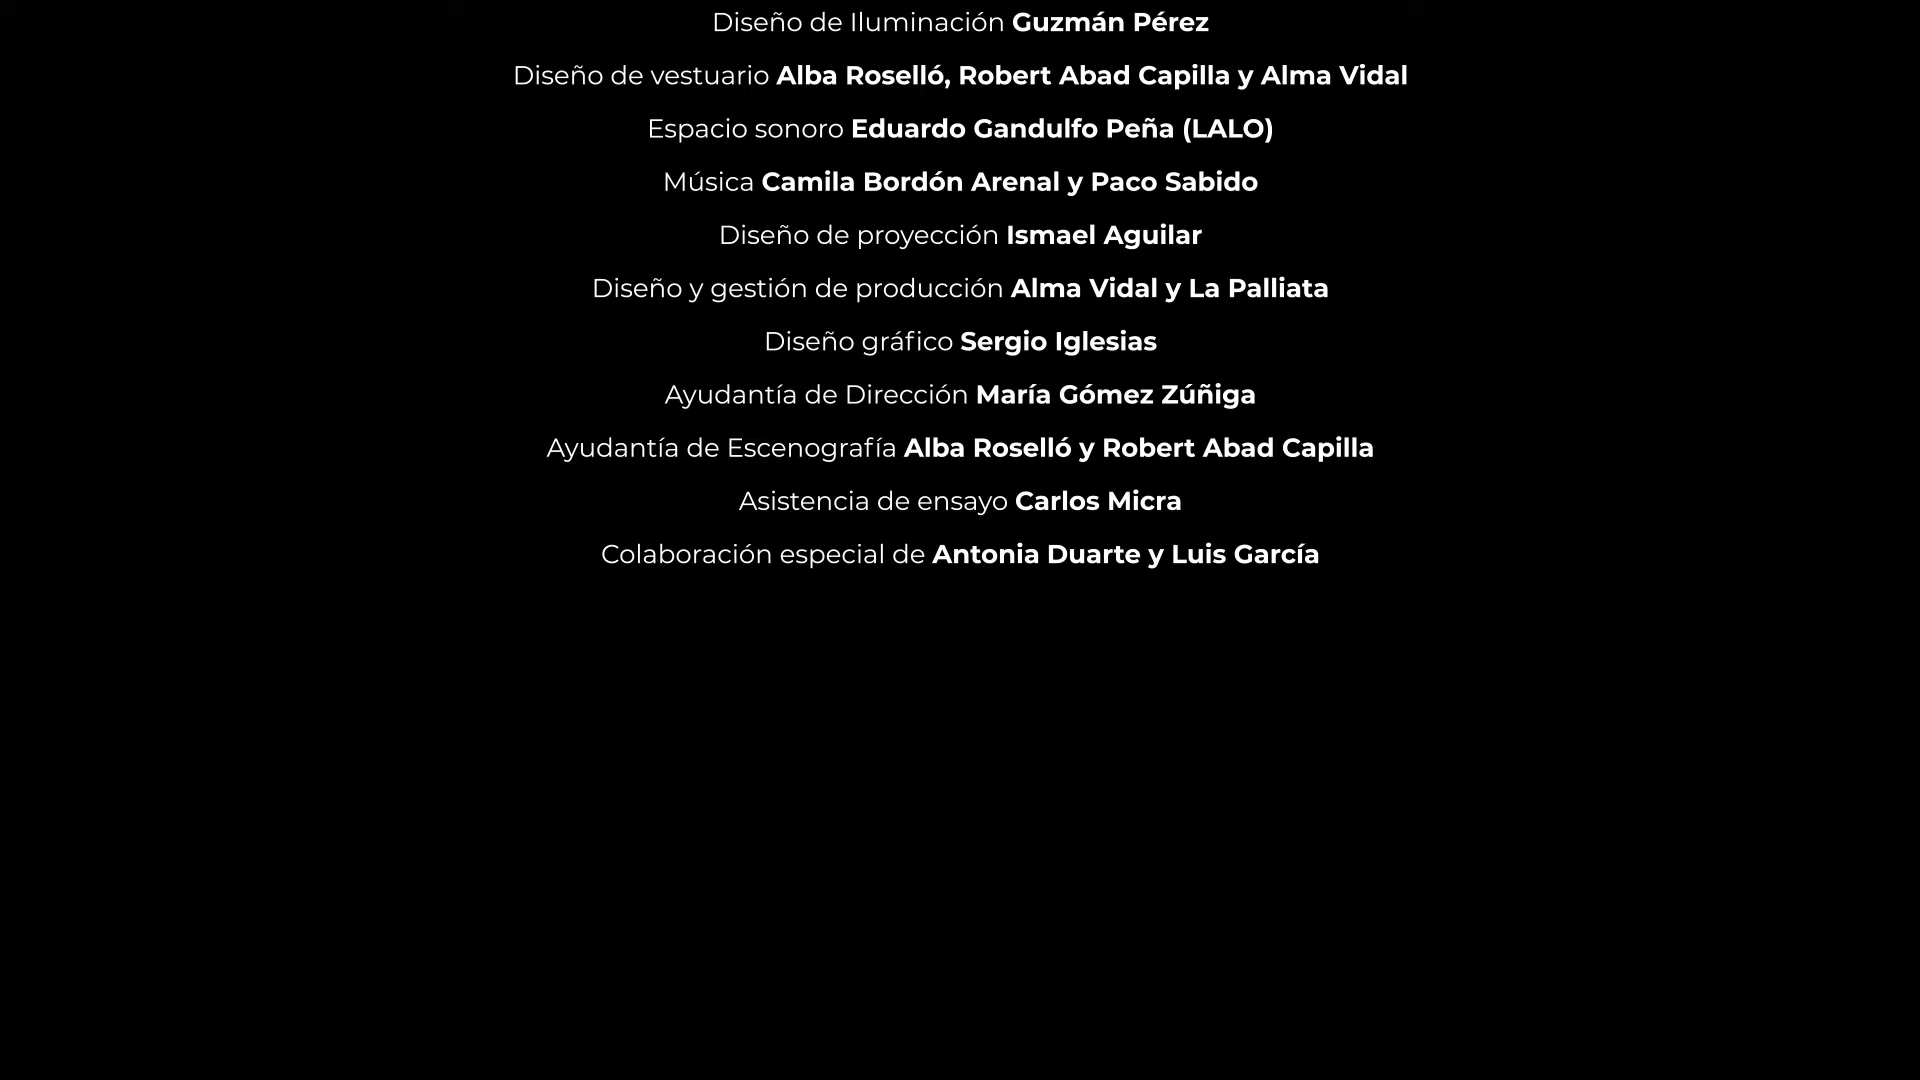 Diseño de Iluminación Guzmán Pérez
Diseño de vestuario Alba Roselló, Robert Abad Capilla y Alma Vidal
Espacio sonoro Eduardo Gandulfo Peña (LALO)
Música Camila Bordón Arenal y Paco Sabido
Diseño de proyección Ismael Aguilar
Diseño y gestión de producción Alma Vidal y La Palliata
Diseño gráfico Sergio Iglesias
Ayudantía de Dirección María Gómez Zúñiga
Ayudantía de Escenografía Alba Roselló y Robert Abad Capilla
Asistencia de ensayo Carlos Micra
Colaboración especial de Antonia Duarte y Luis García